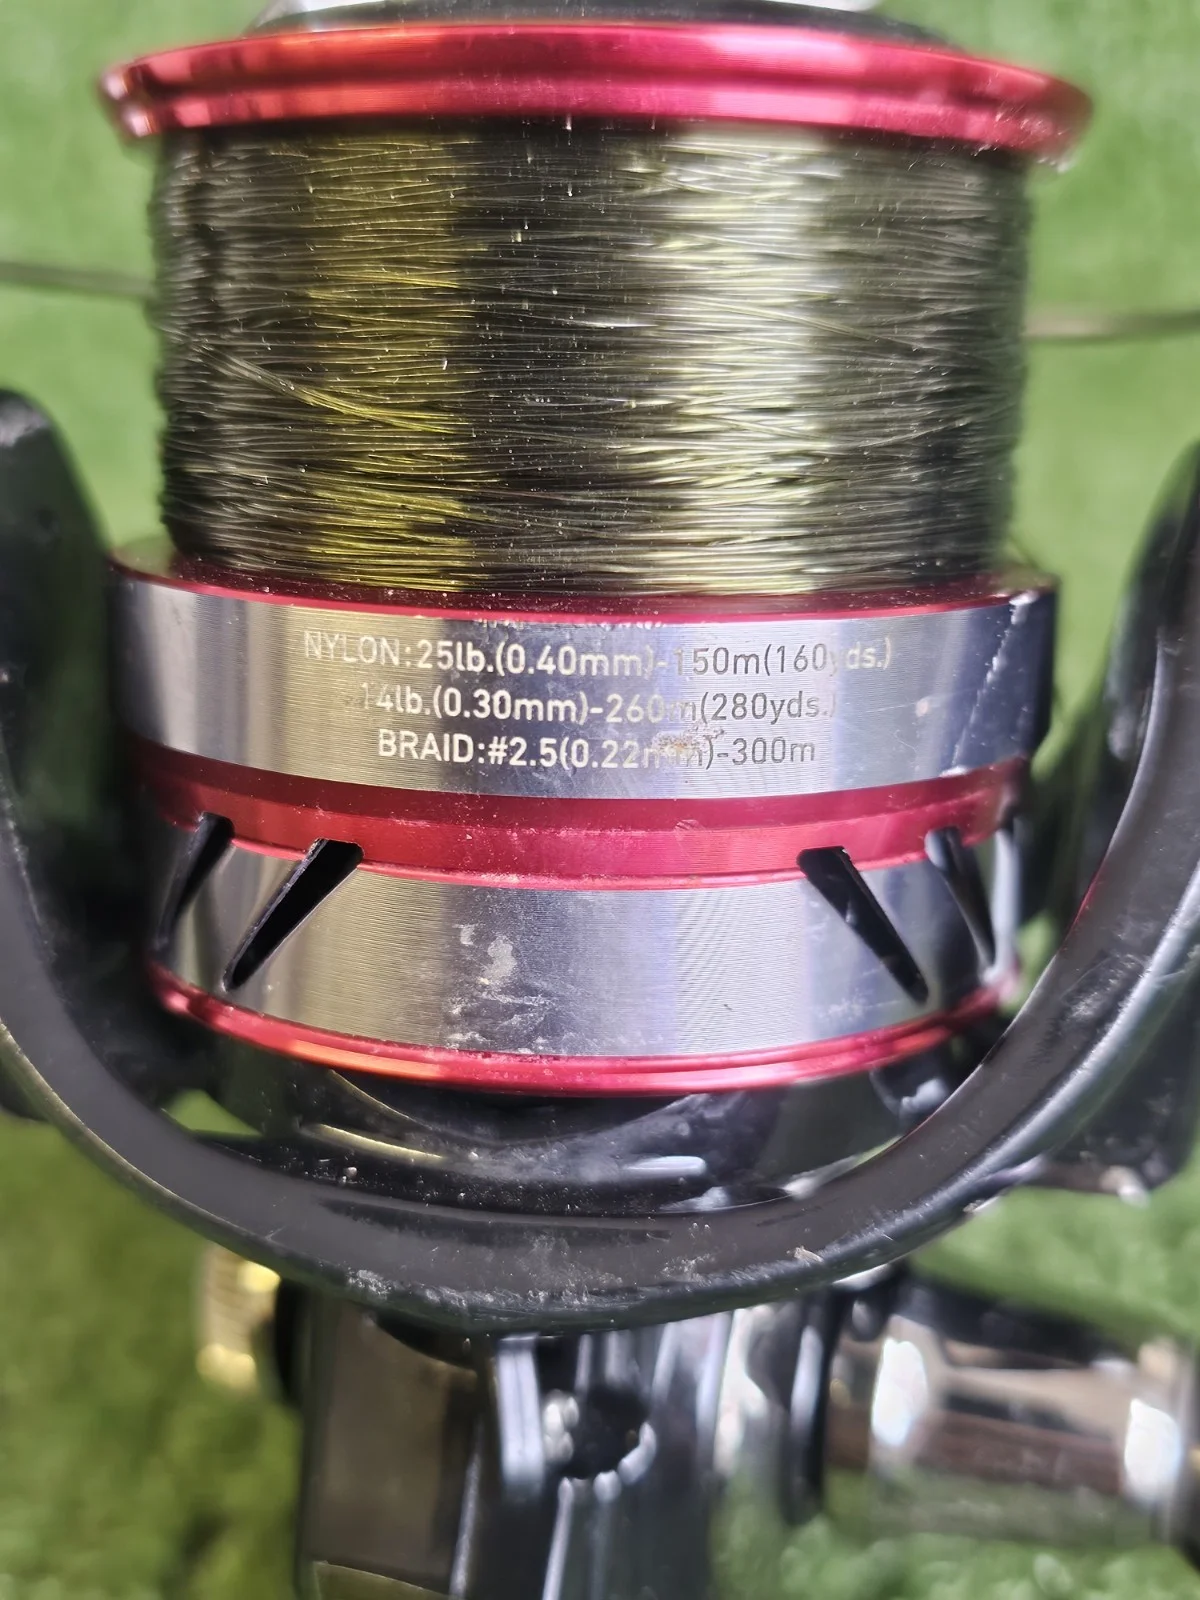 NYLON:25lb.(0.40mm)-150m(160yds.)
14lb.(0.30mm)-260m(280yds.)
BRAID:#2.5(0.22mm)-300m